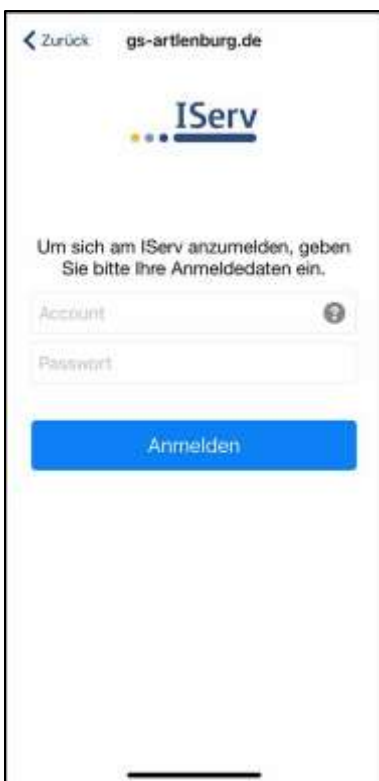 Zurück gs-artlenburg.de
IServ
Um sich am IServ anzumelden, geben
Sie bitte Ihre Anmeldedaten ein.
Account ?
Passwort
Anmelden